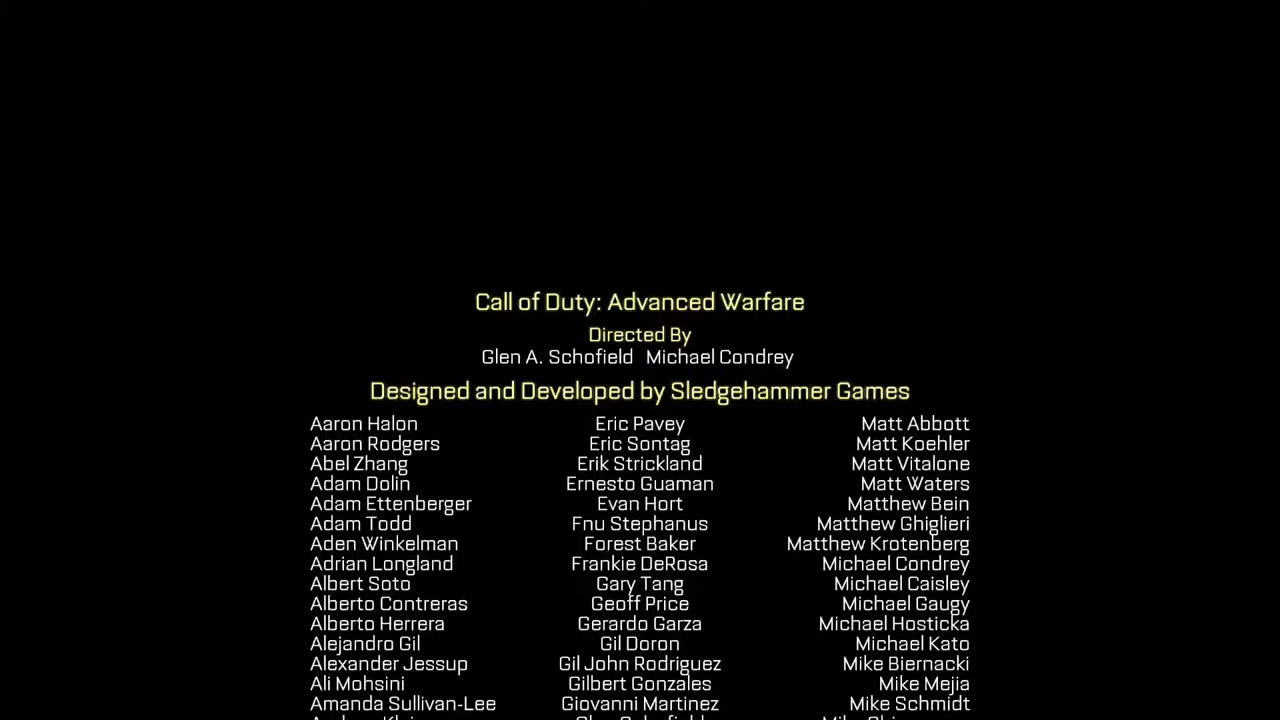 Call of Duty: Advanced Warfare
Directed By
Glen A. Schofield Michael Condrey
Designed and Developed by Sledgehammer Games
Aaron Halon Eric Pavey Matt Abbott
Aaron Rodgers Eric Sontag Matt Koehler
Abel Zhang Erik Strickland Matt Vitalone
Adam Dolin Ernesto Guaman Matt Waters
Adam Ettenberger Evan Hort Matthew Bein
Adam Todd Fnu Stephanus Matthew Ghiglieri
Aden Winkelman Forest Baker Matthew Krotenberg
Adrian Longland Frankie DeRosa Michael Condrey
Albert Soto Gary Tang Michael Caisley
Alberto Contreras Geoff Price Michael Gaugy
Alberto Herrera Gerardo Garza Michael Hosticka
Alejandro Gil Gil Doron Michael Kato
Alexander Jessup Gil John Rodriguez Mike Biernacki
Ali Mohsini Gilbert Gonzales Mike Mejia
Amanda Sullivan-Lee Giovanni Martinez Mike Schmidt